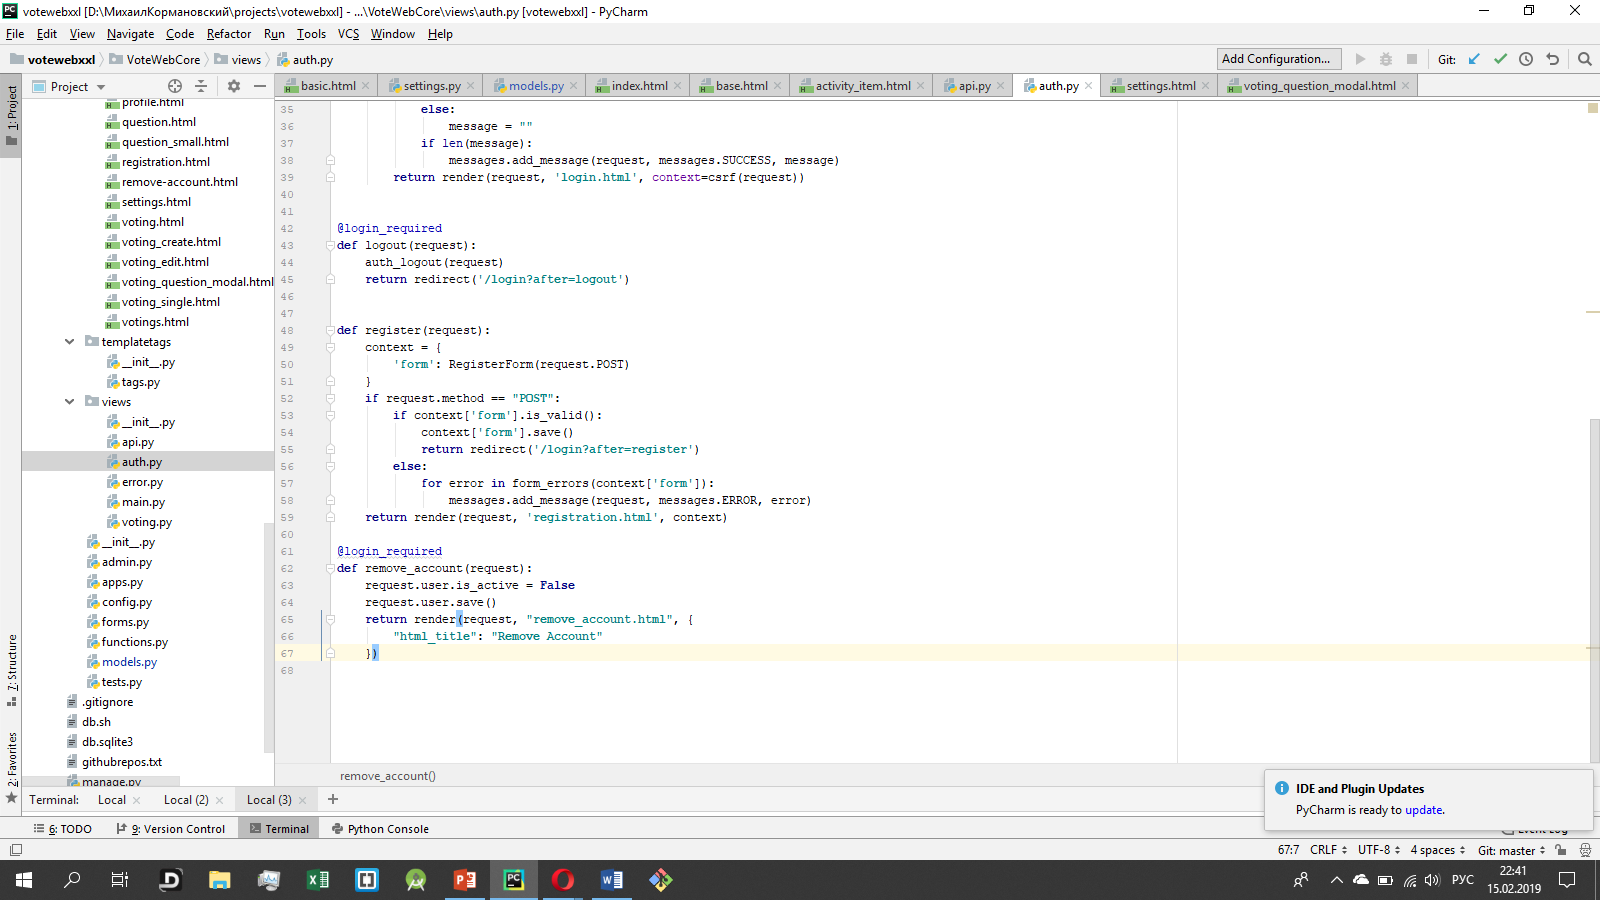 votewebxxl [D:\МихаилКормановский\projects\votewebxxl] - ...\VoteWebCore\views\auth.py [votewebxxl] - PyCharm
File Edit View Navigate Code Refactor Run Tools VCS Window Help
votewebxxl VoteWebCore views auth.py Add Configuration... Git:
1: Project
Project
basic.html settings.py models.py index.html base.html activity_item.html api.py auth.py settings.html voting_question_modal.html
profile.html
question.html
question_small.html
registration.html
remove-account.html
settings.html
voting.html
voting_create.html
voting_edit.html
voting_question_modal.html
voting_single.html
votings.html
templatetags
__init__.py
tags.py
views
__init__.py
api.py
auth.py
error.py
main.py
voting.py
__init__.py
admin.py
apps.py
config.py
forms.py
functions.py
models.py
tests.py
.gitignore
db.sh
db.sqlite3
githubrepos.txt
manage.py
7: Structure
2: Favorites
35 else:
36 message = ""
37 if len(message):
38 messages.add_message(request, messages.SUCCESS, message)
39 return render(request, 'login.html', context=csrf(request))
40
41
42 @login_required
43 def logout(request):
44 auth_logout(request)
45 return redirect('/login?after=logout')
46
47
48 def register(request):
49 context = {
50 'form': RegisterForm(request.POST)
51 }
52 if request.method == "POST":
53 if context['form'].is_valid():
54 context['form'].save()
55 return redirect('/login?after=register')
56 else:
57 for error in form_errors(context['form']):
58 messages.add_message(request, messages.ERROR, error)
59 return render(request, 'registration.html', context)
60
61 @login_required
62 def remove_account(request):
63 request.user.is_active = False
64 request.user.save()
65 return render(request, "remove_account.html", {
66 "html_title": "Remove Account"
67 })
68
remove_account()
IDE and Plugin Updates
PyCharm is ready to update.
Terminal: Local Local (2) Local (3)
6: TODO 9: Version Control Terminal Python Console Event Log
67:7 CRLF UTF-8 4 spaces Git: master
РУС
22:41
15.02.2019